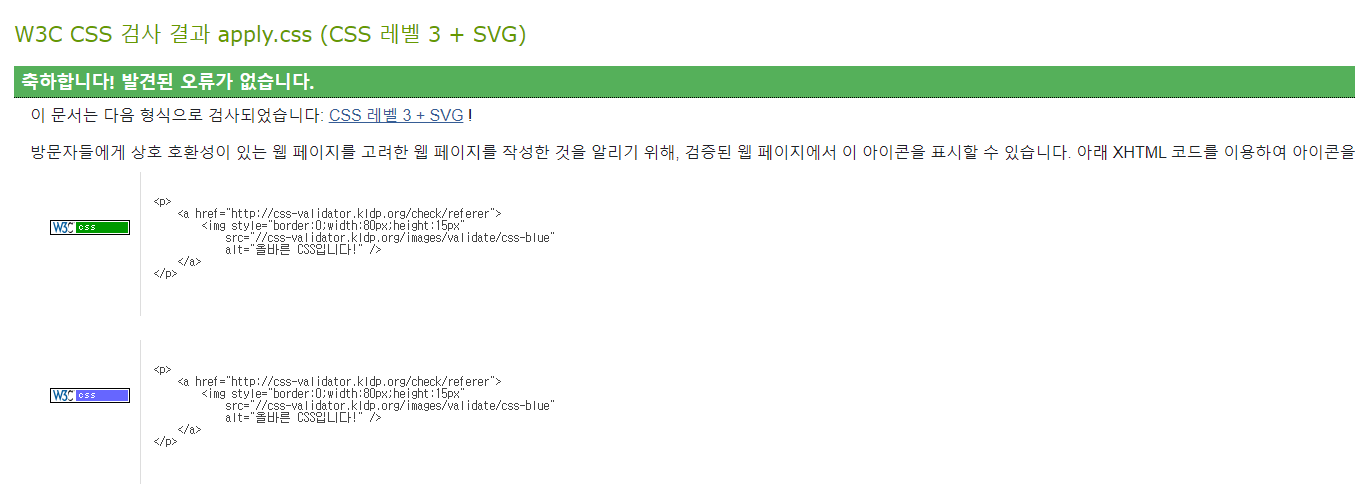 W3C CSS 검사 결과 apply.css (CSS 레벨 3 + SVG)
축하합니다! 발견된 오류가 없습니다.
이 문서는 다음 형식으로 검사되었습니다: CSS 레벨 3 + SVG !
방문자들에게 상호 호환성이 있는 웹 페이지를 고려한 웹 페이지를 작성한 것을 알리기 위해, 검증된 웹 페이지에서 이 아이콘을 표시할 수 있습니다. 아래 XHTML 코드를 이용하여 아이콘을
<p>
<a href="http://css-validator.kldp.org/check/referer">
W3C css
<img style="border:0;width:80px;height:15px"
src="//css-validator.kldp.org/images/validate/css-blue"
alt="올바른 CSS입니다!" />
</a>
</p>
<p>
<a href="http://css-validator.kldp.org/check/referer">
W3C css
<img style="border:0;width:80px;height:15px"
src="//css-validator.kldp.org/images/validate/css-blue"
alt="올바른 CSS입니다!" />
</a>
</p>